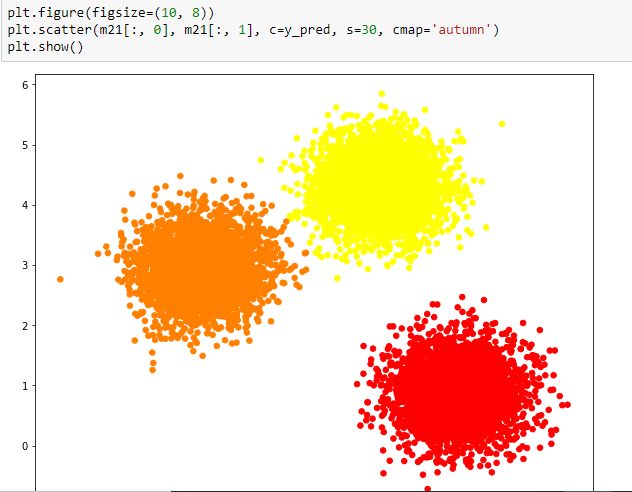 plt.figure(figsize=(10, 8))
plt.scatter(m21[:, 0], m21[:, 1], c=y_pred, s=30, cmap='autumn')
plt.show()
6
5
4
3
2
1
0